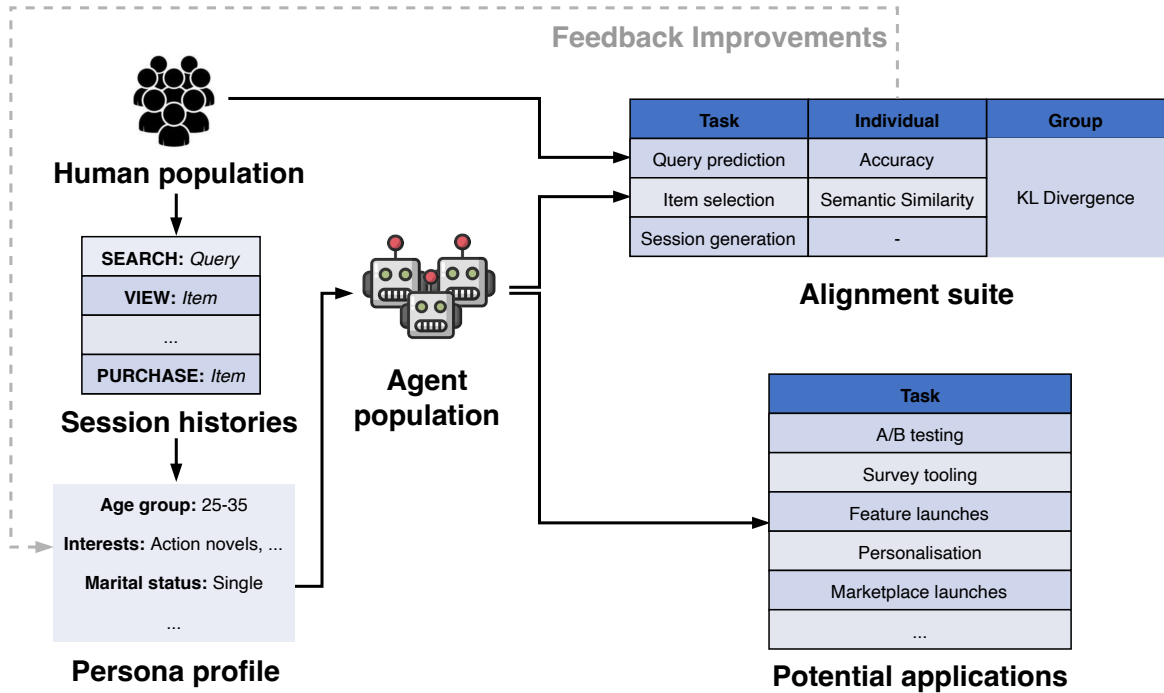 Feedback Improvements
Human population
SEARCH: Query
VIEW: Item
...
PURCHASE: Item
Session histories
Age group: 25-35
Interests: Action novels, ...
Marital status: Single
...
Persona profile
Agent
population
Task Individual Group
Query prediction Accuracy
Item selection Semantic Similarity KL Divergence
Session generation -
Alignment suite
Task
A/B testing
Survey tooling
Feature launches
Personalisation
Marketplace launches
...
Potential applications